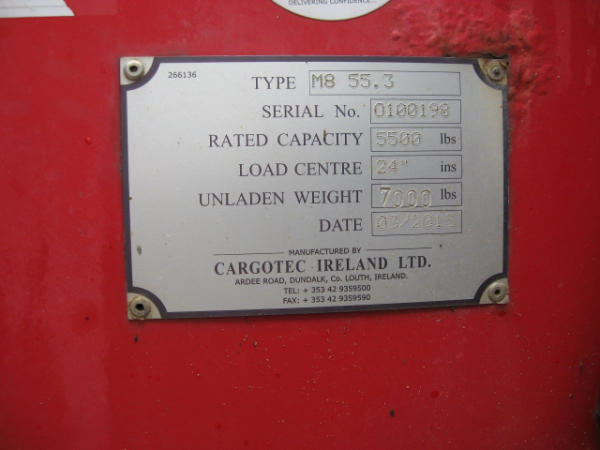 DELIVERING CONFIDENCE...
266136
TYPE M8 55.3
SERIAL No. 0100198
RATED CAPACITY 5500 lbs
LOAD CENTRE 24" ins
UNLADEN WEIGHT 7000 lbs
DATE 03/2015
MANUFACTURED BY
CARGOTEC IRELAND LTD.
ARDEE ROAD, DUNDALK, Co. LOUTH, IRELAND.
TEL: + 353 42 9359500
FAX: + 353 42 9359590